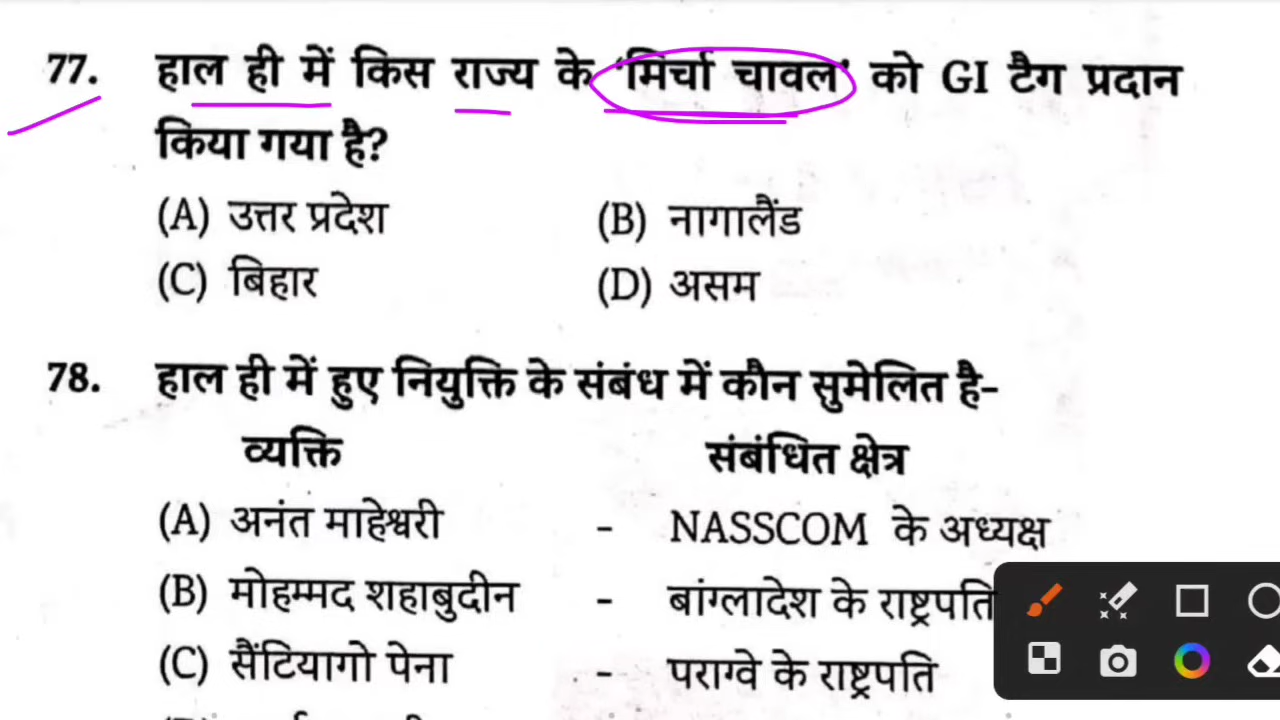 77. हाल ही में किस राज्य के 'मिर्चा चावल' को GI टैग प्रदान
किया गया है?
(A) उत्तर प्रदेश (B) नागालैंड
(C) बिहार (D) असम
78. हाल ही में हुए नियुक्ति के संबंध में कौन सुमेलित है-
व्यक्ति संबंधित क्षेत्र
(A) अनंत माहेश्वरी - NASSCOM के अध्यक्ष
(B) मोहम्मद शहाबुदीन - बांग्लादेश के राष्ट्रपति
(C) सैंटियागो पेना - पराग्वे के राष्ट्रपति